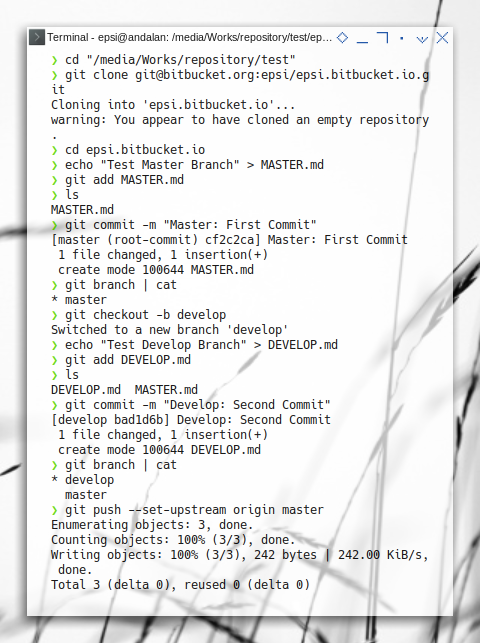 Terminal - epsi@andalan: /media/Works/repository/test/ep...
❯ cd "/media/Works/repository/test"
❯ git clone git@bitbucket.org:epsi/epsi.bitbucket.io.g
it
Cloning into 'epsi.bitbucket.io'...
warning: You appear to have cloned an empty repository
.
❯ cd epsi.bitbucket.io
❯ echo "Test Master Branch" > MASTER.md
❯ git add MASTER.md
❯ ls
MASTER.md
❯ git commit -m "Master: First Commit"
[master (root-commit) cf2c2ca] Master: First Commit
 1 file changed, 1 insertion(+)
 create mode 100644 MASTER.md
❯ git branch | cat
* master
❯ git checkout -b develop
Switched to a new branch 'develop'
❯ echo "Test Develop Branch" > DEVELOP.md
❯ git add DEVELOP.md
❯ ls
DEVELOP.md  MASTER.md
❯ git commit -m "Develop: Second Commit"
[develop bad1d6b] Develop: Second Commit
 1 file changed, 1 insertion(+)
 create mode 100644 DEVELOP.md
❯ git branch | cat
* develop
  master
❯ git push --set-upstream origin master
Enumerating objects: 3, done.
Counting objects: 100% (3/3), done.
Writing objects: 100% (3/3), 242 bytes | 242.00 KiB/s,
 done.
Total 3 (delta 0), reused 0 (delta 0)